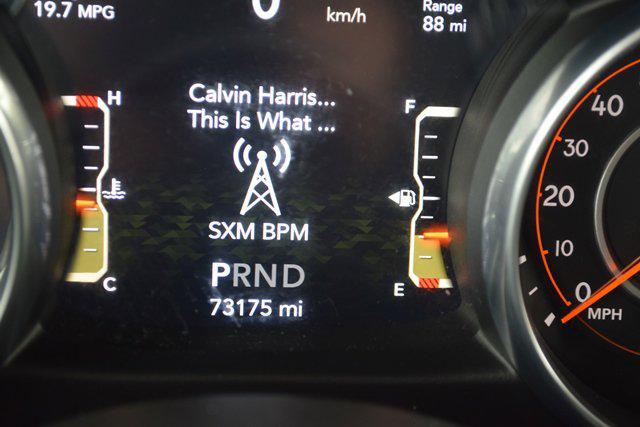 19.7 MPG
0
km/h
Range
88 mi
H
Calvin Harris...
This Is What ...
F
SXM BPM
C
PRND
E
73175 mi
40
30
20
10
0
MPH